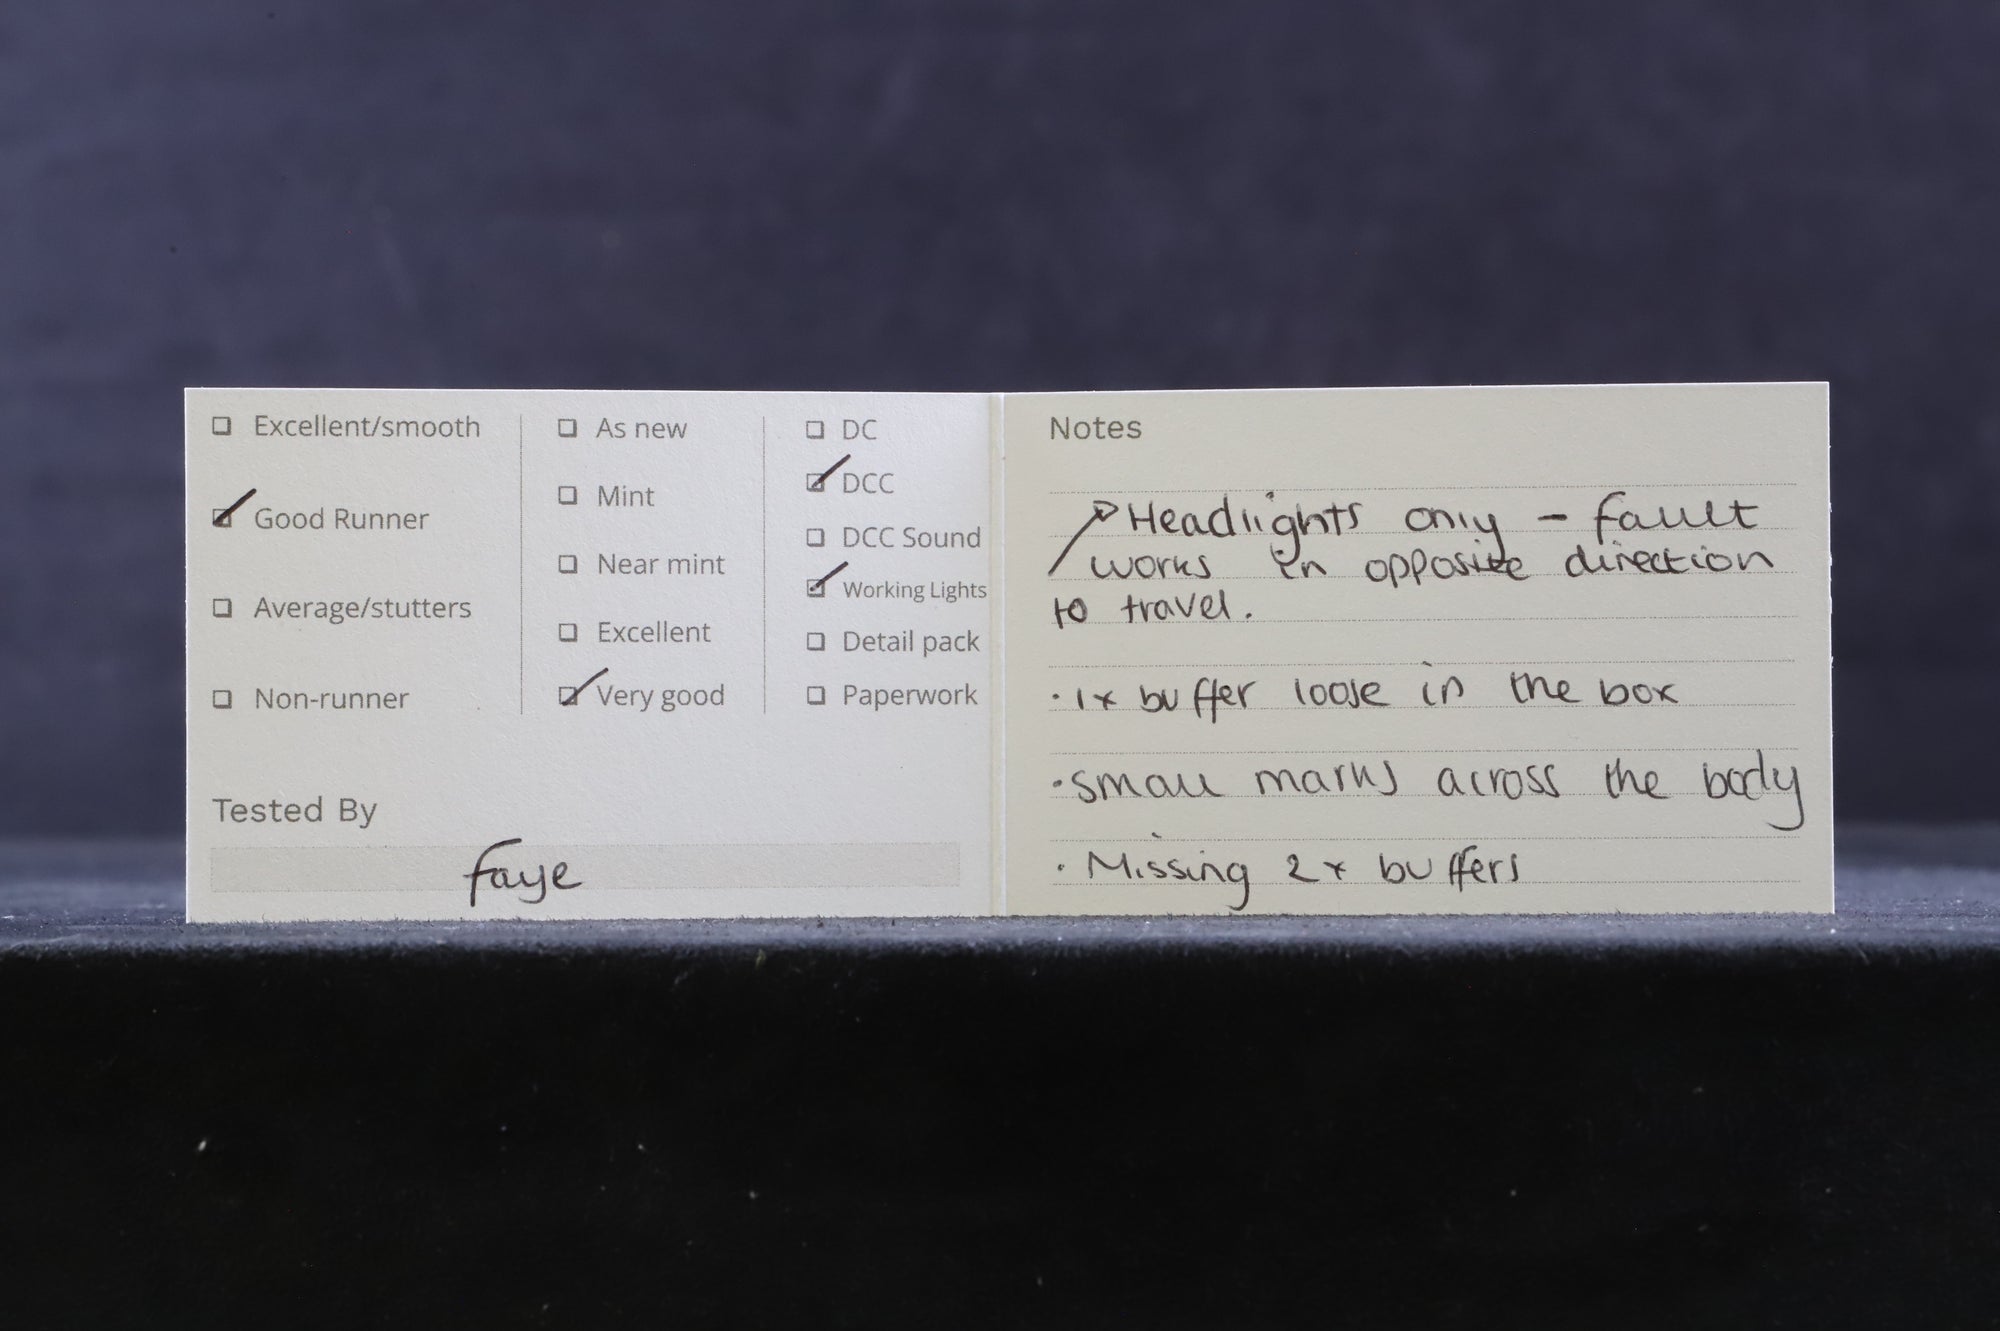 Excellent/smooth
Good Runner
Average/stutters
Non-runner
As new
Mint
Near mint
Excellent
Very good
DC
DCC
DCC Sound
Working Lights
Detail pack
Paperwork
Tested By
Faye
Notes
Headlights only - fault
works in opposite direction
to travel.
· 1x buffer loose in the box
· small marks across the body
· Missing 2x buffers